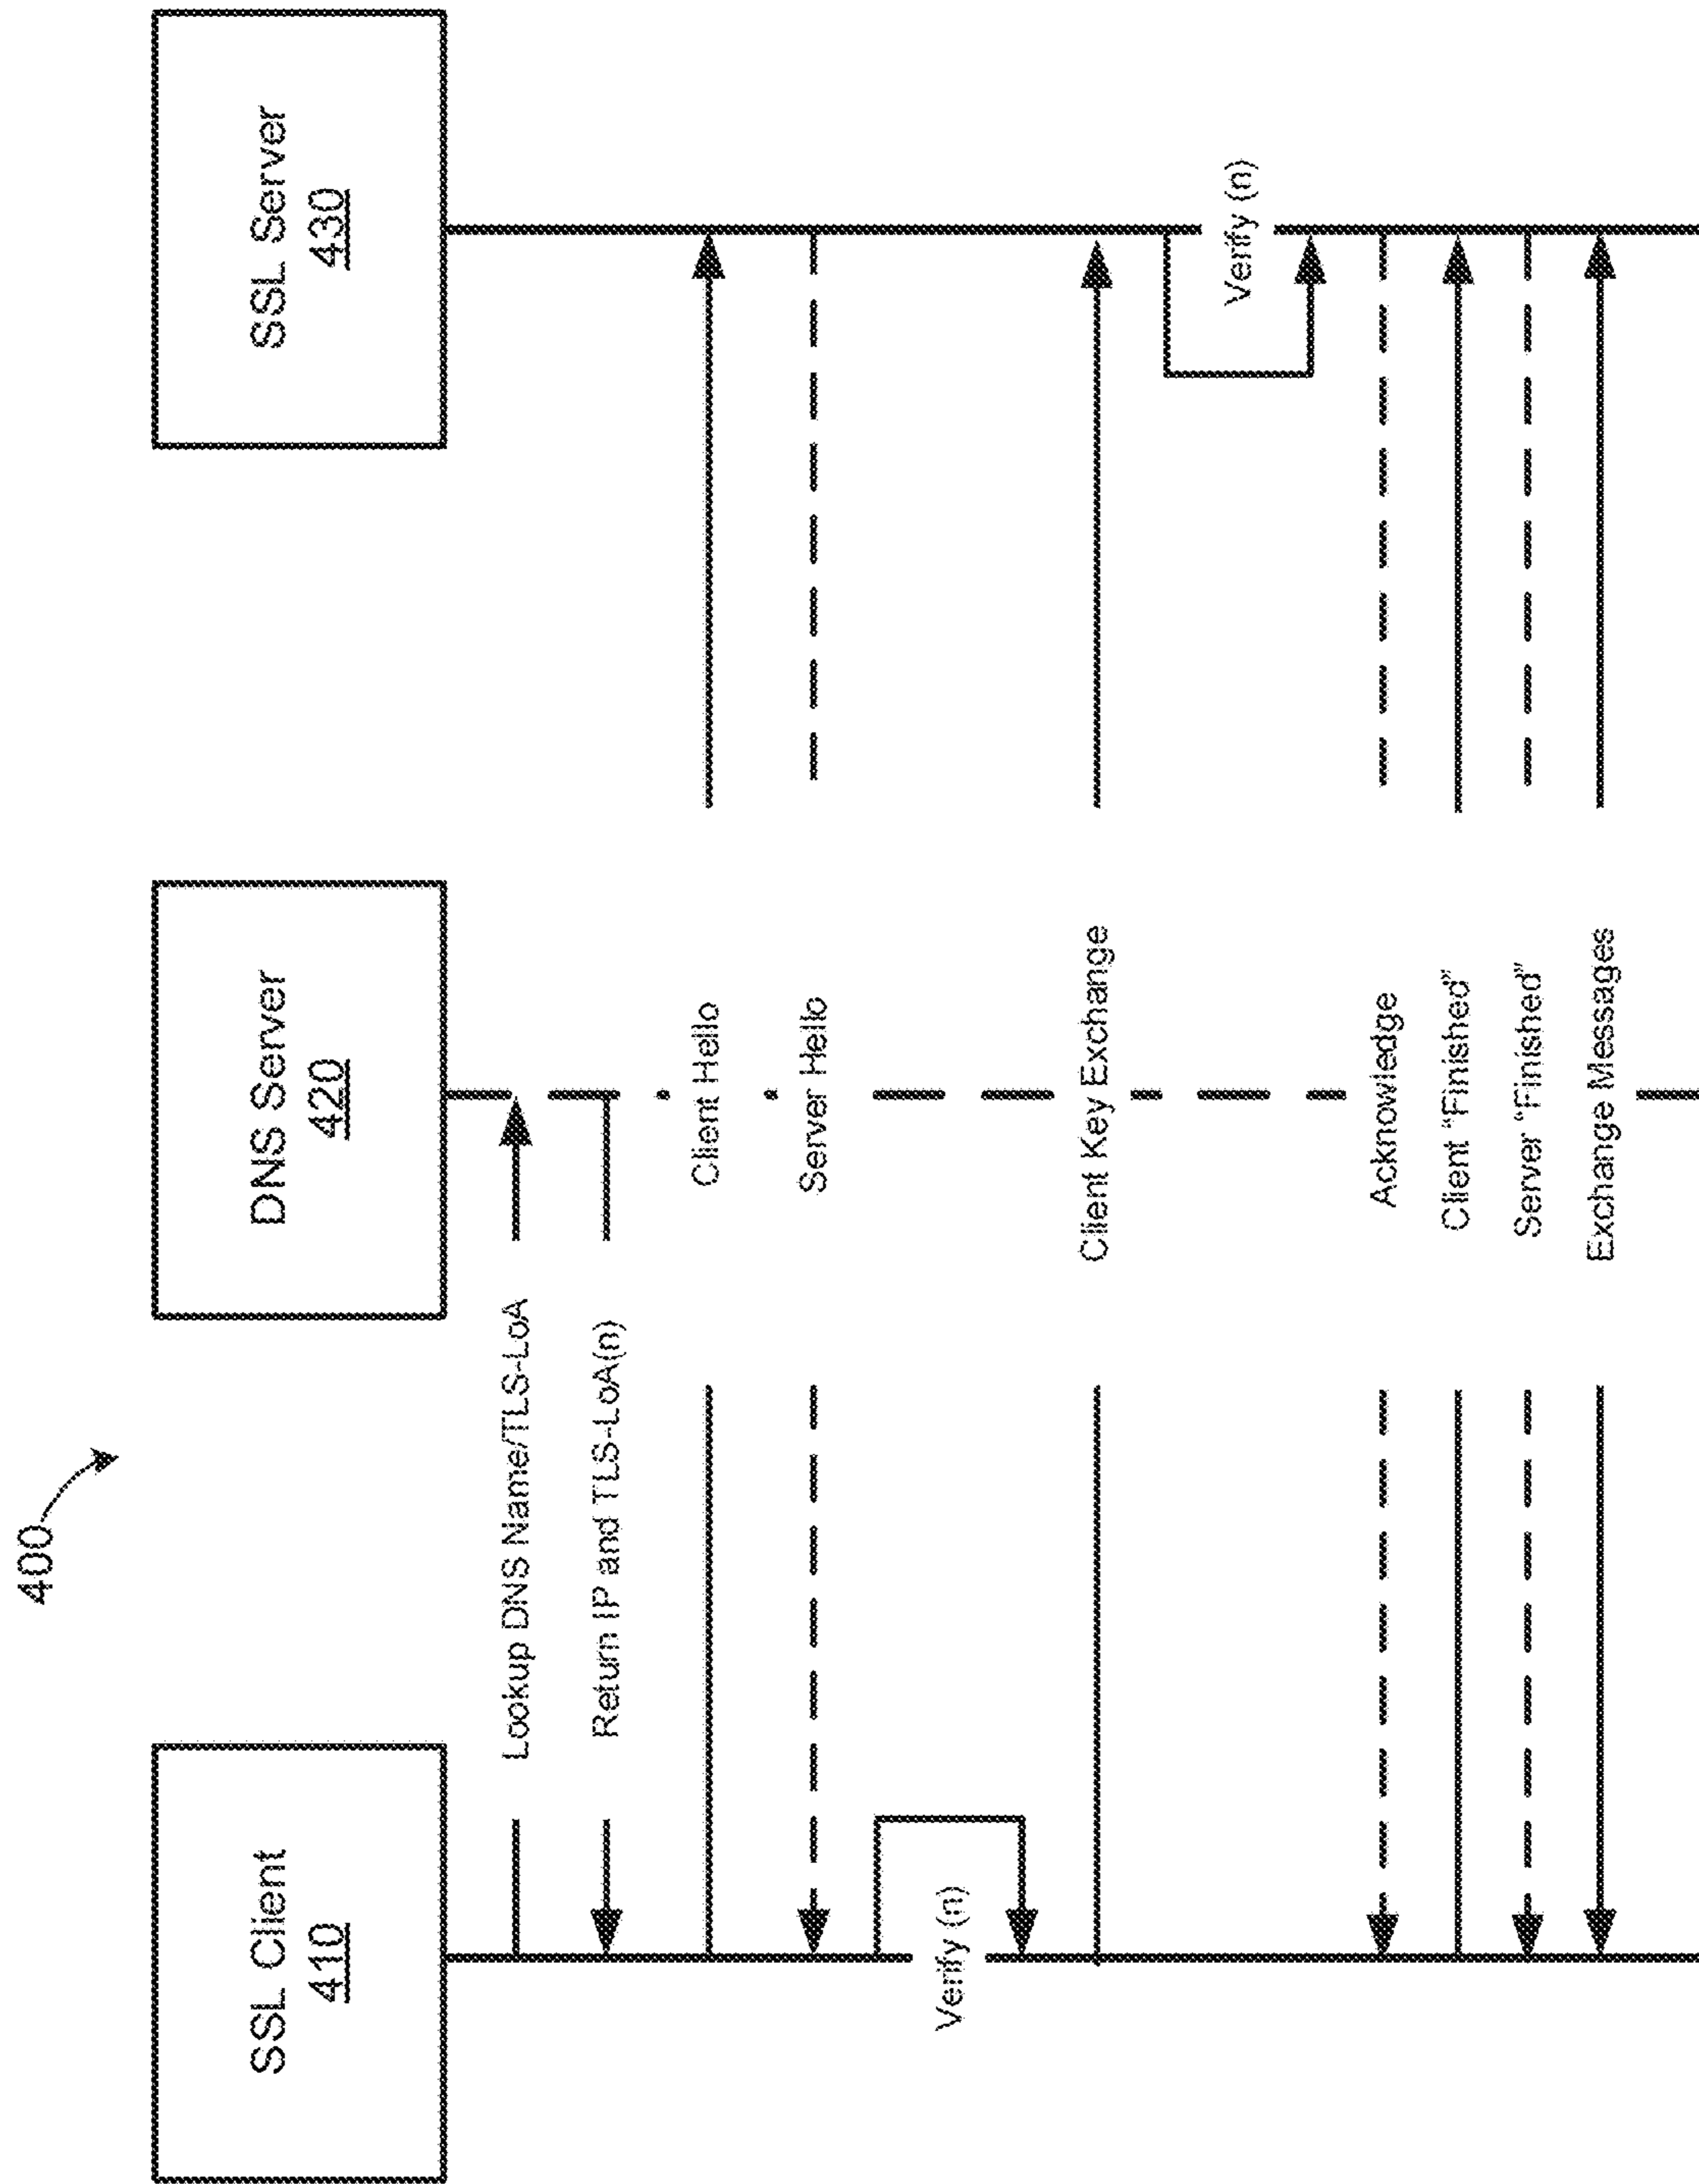 400
SSL Client
410
DNS Server
420
SSL Server
430
Lookup DNS Name/TLS-LoA
Return IP and TLS-LoA(n)
Client Hello
Server Hello
Verify (n)
Client Key Exchange
Verify (n)
Acknowledge
Client “Finished”
Server “Finished”
Exchange Messages